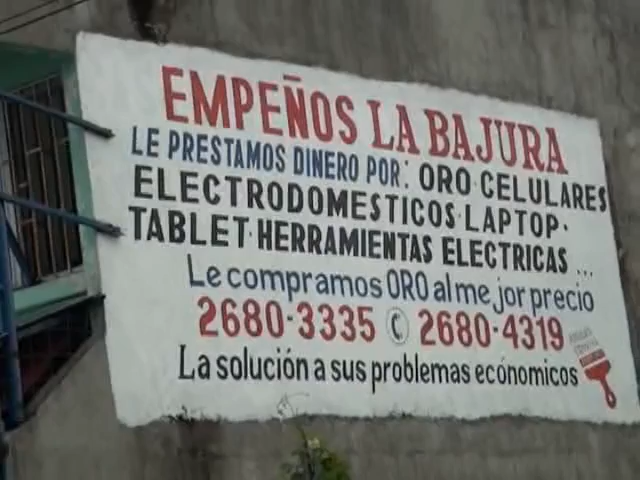 EMPEÑOS LA BAJURA
LE PRESTAMOS DINERO POR: ORO·CELULARES
ELECTRODOMESTICOS·LAPTOP·
TABLET·HERRAMIENTAS ELECTRICAS...
Le compramos ORO al mejor precio
2680-3335 2680-4319
La solución a sus problemas ecónomicos